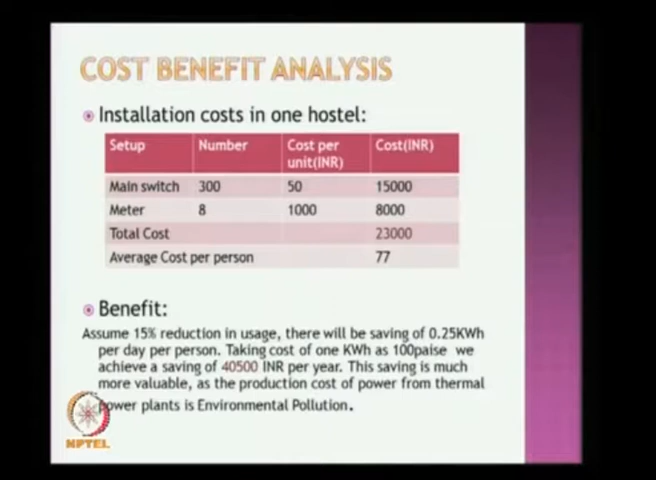 COST BENEFIT ANALYSIS
Installation costs in one hostel:
Setup Number Cost per unit(INR) Cost(INR)
Main switch 300 50 15000
Meter 8 1000 8000
Total Cost 23000
Average Cost per person 77
Benefit:
Assume 15% reduction in usage, there will be saving of 0.25KWh
per day per person. Taking cost of one KWh as 100paise we
achieve a saving of 40500 INR per year. This saving is much
more valuable, as the production cost of power from thermal
power plants is Environmental Pollution.
NPTEL